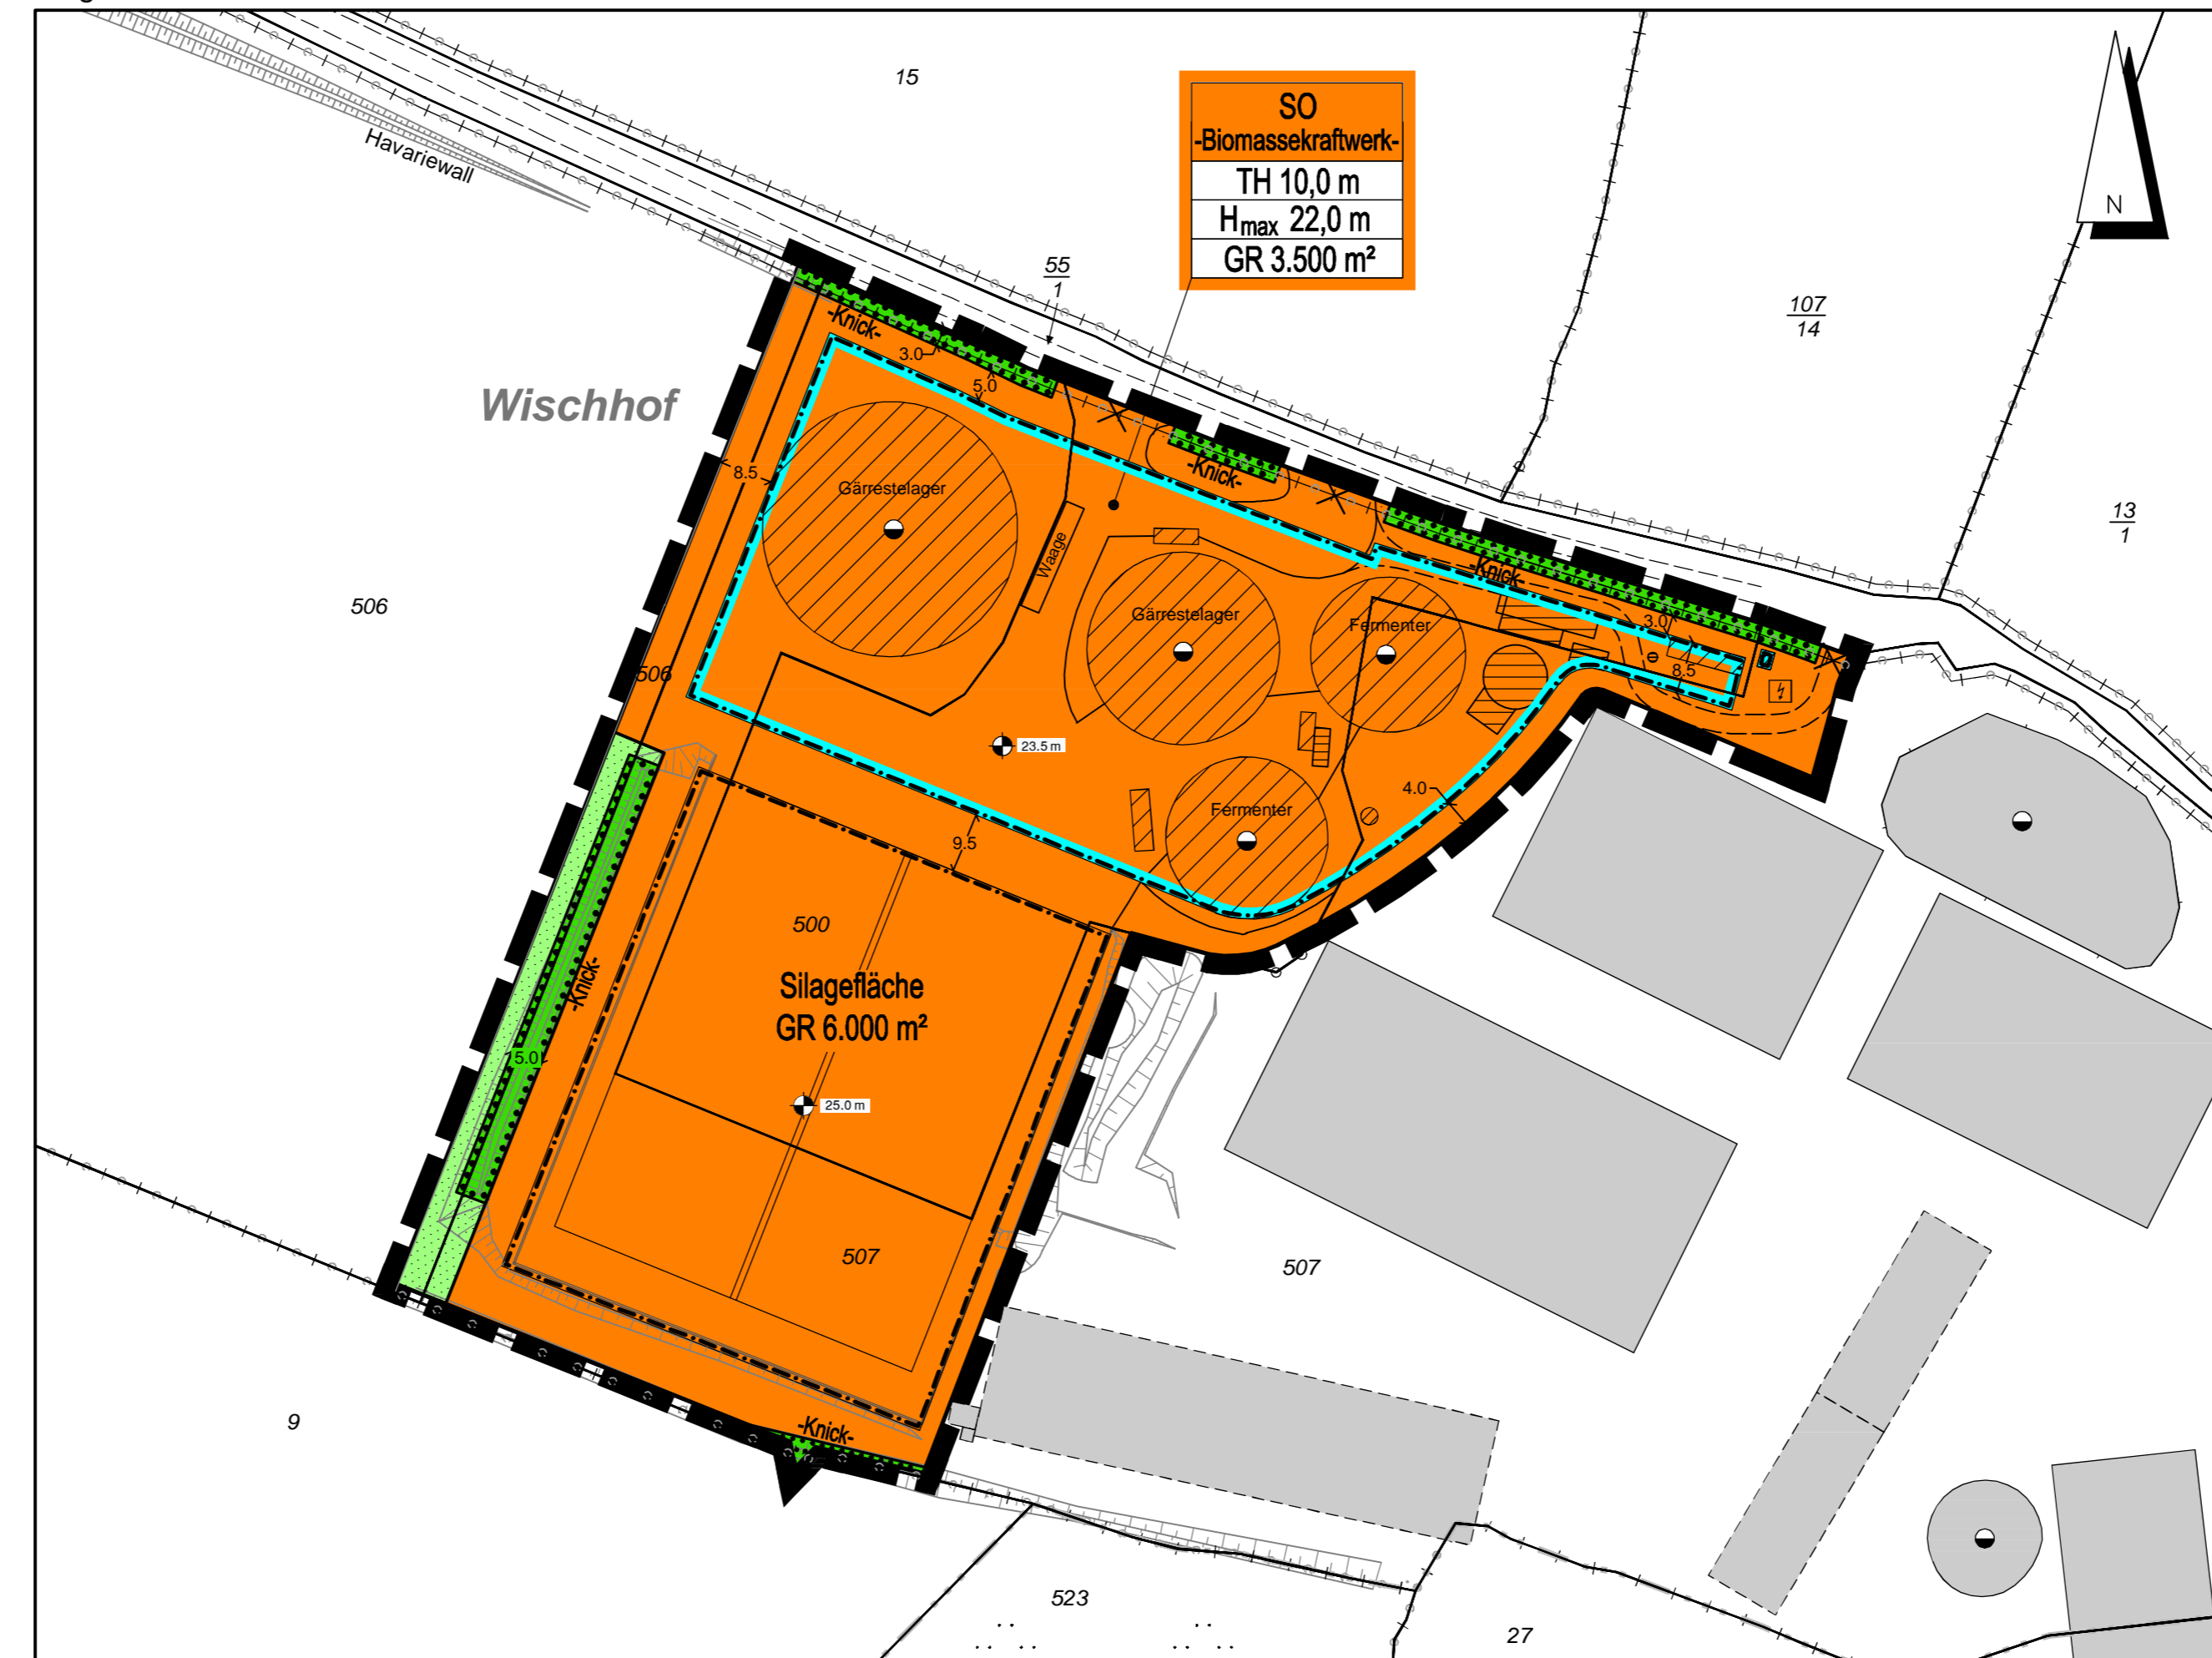 15
Havariewall
SO
-Biomassekraftwerk-
TH 10,0 m
Hmax 22,0 m
GR 3.500 m²
N
55
1
107
14
13
1
Wischhof
-Knick-
3.0
5.0
8.5
Gärrestelager
-Knick-
Waage
-Knick-
506
Gärrestelager
Fermenter
3.0
8.5
506
23.5 m
4.0
Fermenter
9.5
500
Silagefläche
GR 6.000 m²
-Knick-
15.0
25.0 m
507
507
9
-Knick-
523
27